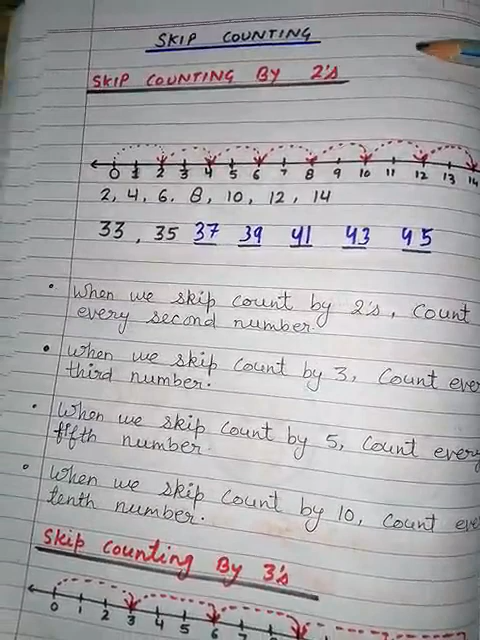 SKIP COUNTING
SKIP COUNTING BY 2's
0 1 2 3 4 5 6 7 8 9 10 11 12 13 14
2, 4, 6. 8, 10, 12, 14
33, 35 37 39 41 43 45
• When we skip count by 2's, Count
every second number.
• When we skip count by 3, Count eve
third number.
• When we skip count by 5, Count every
fifth number.
• When we skip count by 10, Count eve
tenth number.
Skip counting By 3's
0 1 2 3 4 5 6 7